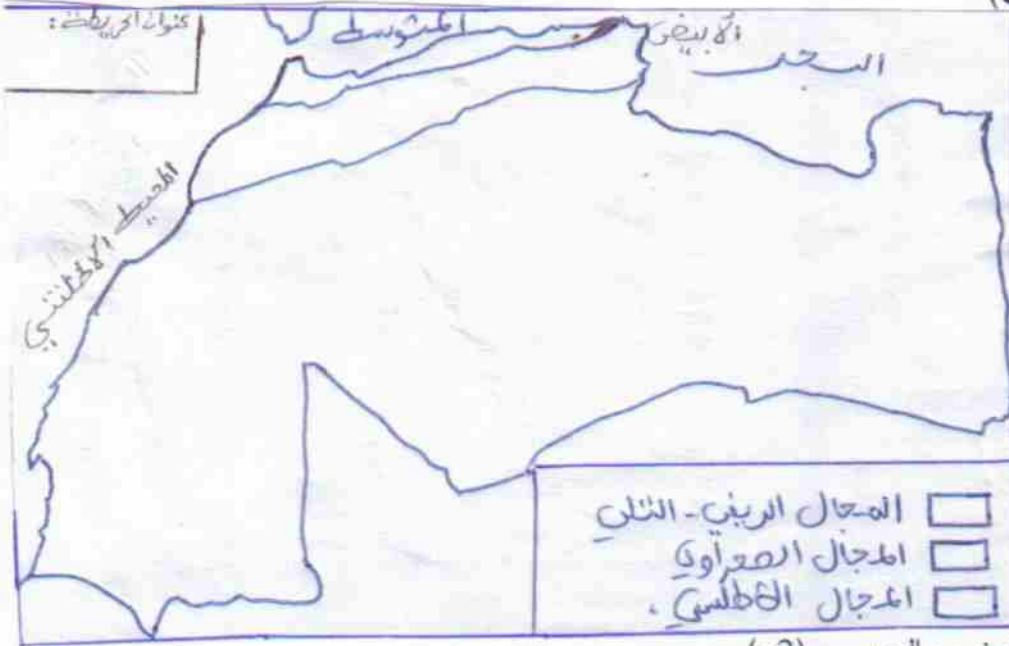 عنوان الخريطة:
المتوسط
الأبيض
البحر
المحيط الأطلنتي
المجال الريفي - التلي
المجال الصحراوي
المجال الأطلسي.